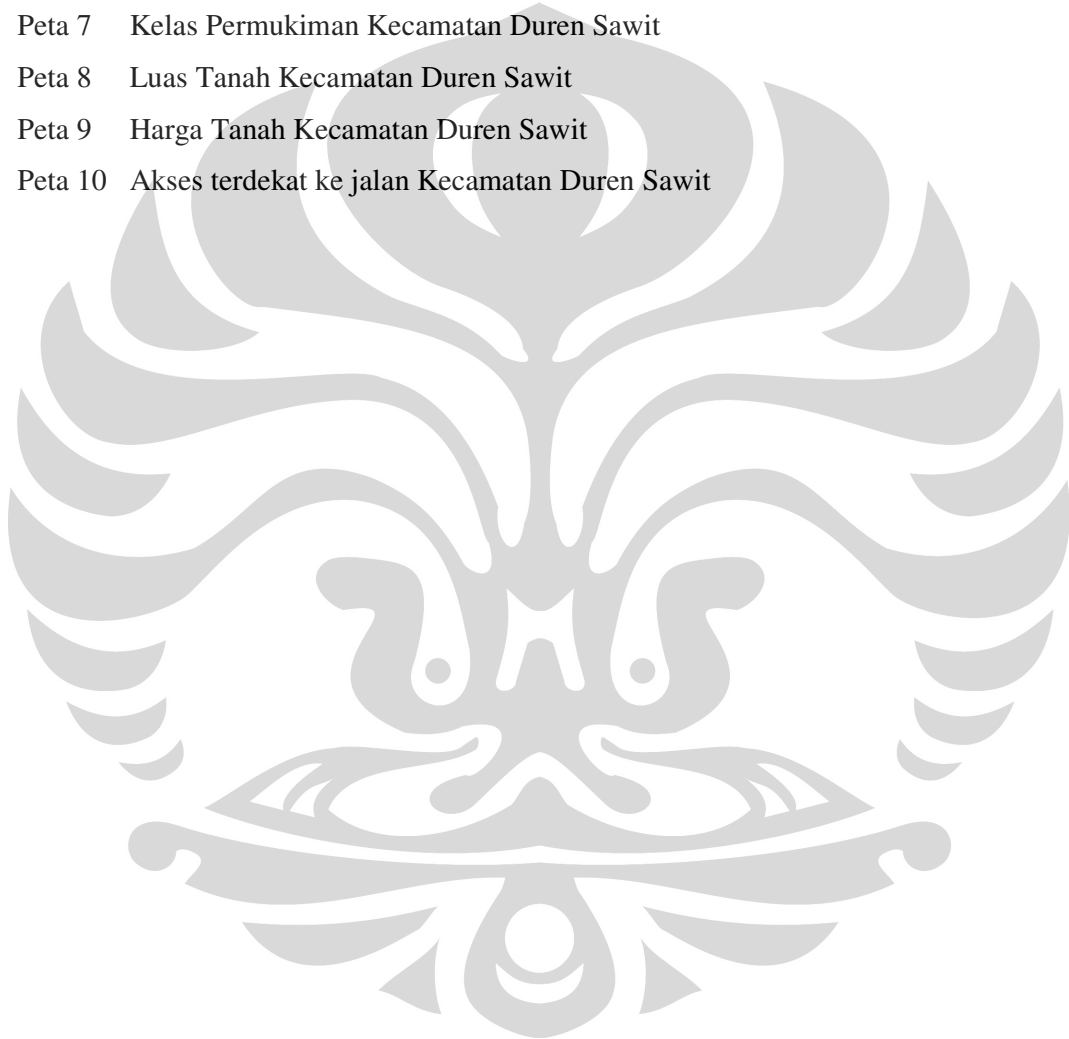 Peta 7 Kelas Permukiman Kecamatan Duren Sawit
Peta 8 Luas Tanah Kecamatan Duren Sawit
Peta 9 Harga Tanah Kecamatan Duren Sawit
Peta 10 Akses terdekat ke jalan Kecamatan Duren Sawit